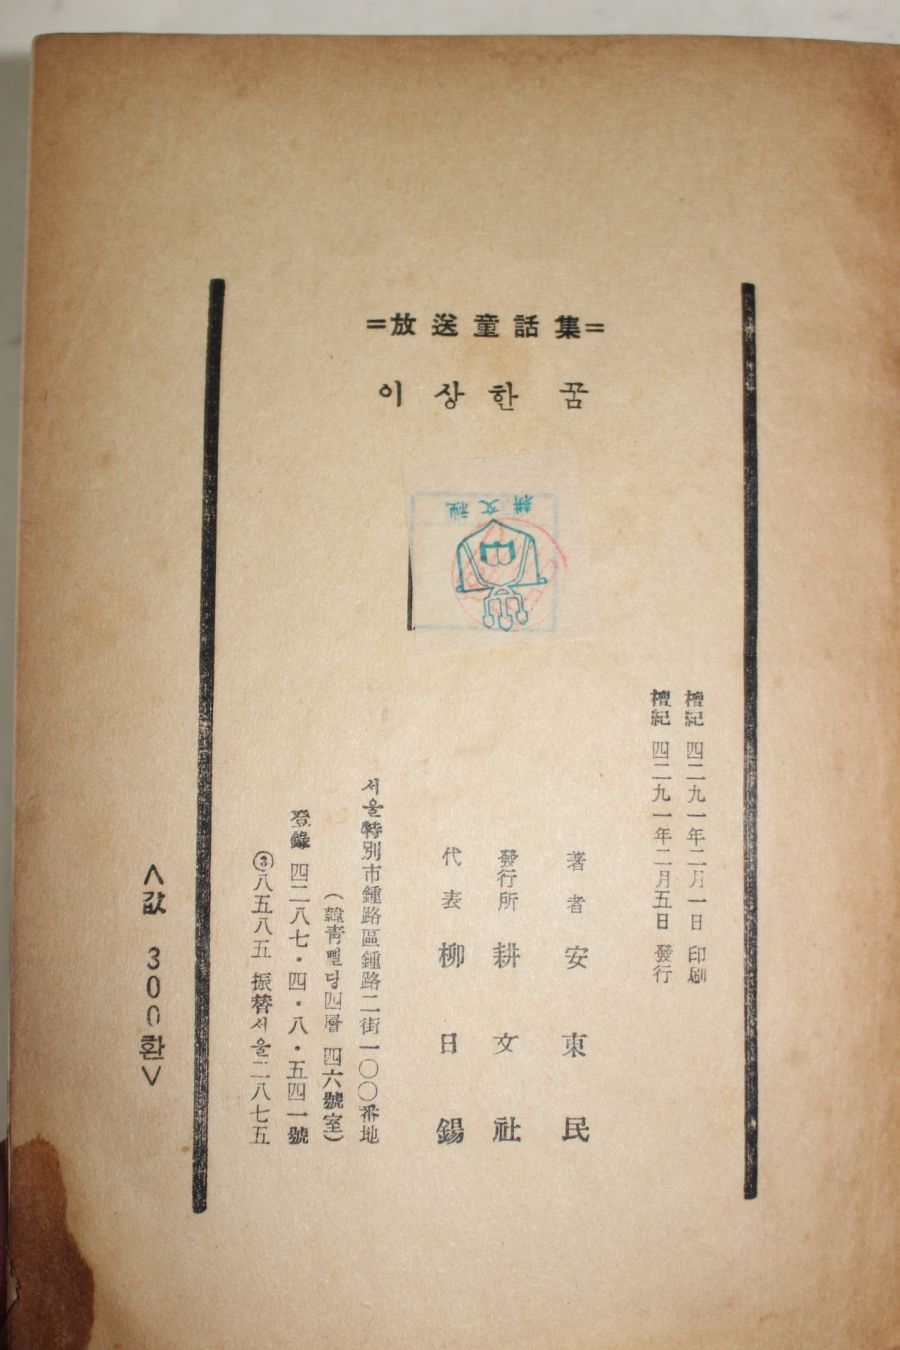 =放送童話集=
이상한 꿈
耕文社
檀紀 四二九一年二月一日 印刷
檀紀 四二九一年二月五日 發行
著者 安東民
發行所 耕文社
代表 柳日錫
서울特別市鍾路區鍾路二街一〇〇番地
(韓靑삘딩四層 四六號室)
登錄 四二八七·四·八·五四一號
③八五八五 振替서울二八七五
<값 300환>